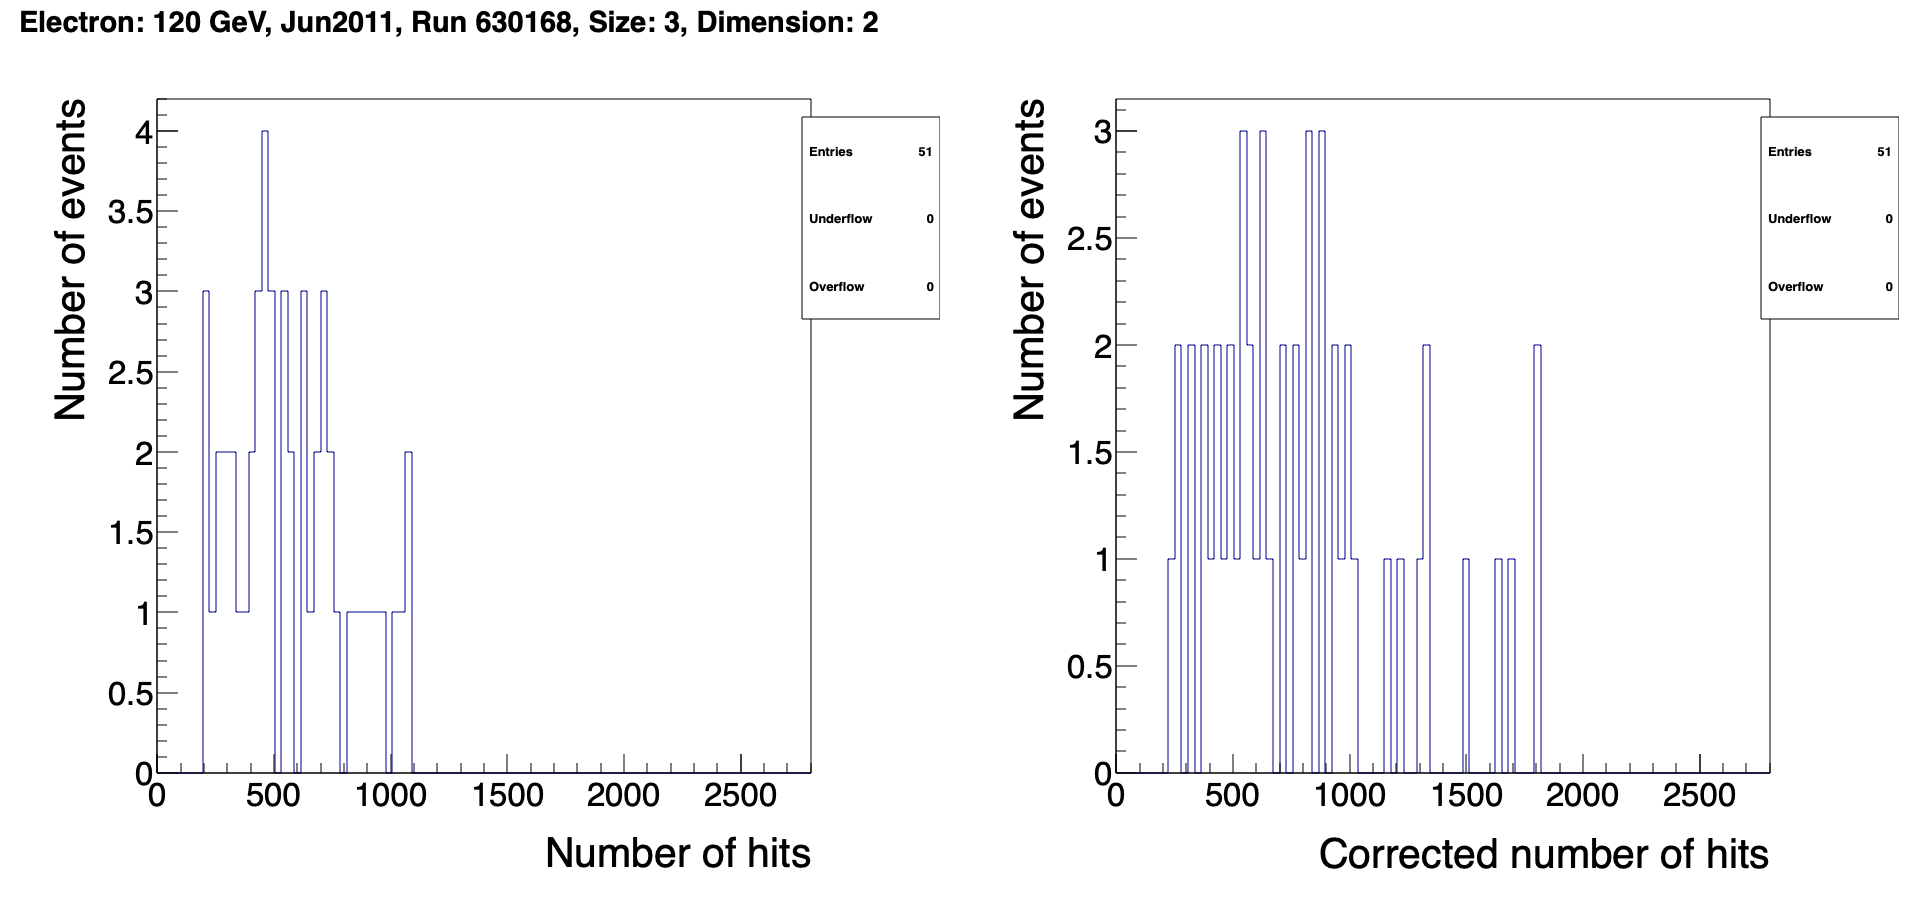 Electron: 120 GeV, Jun2011, Run 630168, Size: 3, Dimension: 2
Number of events
4
3.5
3
2.5
2
1.5
1
0.5
0
0 500 1000 1500 2000 2500
Number of hits
Entries 51
Underflow 0
Overflow 0
Number of events
3
2.5
2
1.5
1
0.5
0
0 500 1000 1500 2000 2500
Corrected number of hits
Entries 51
Underflow 0
Overflow 0